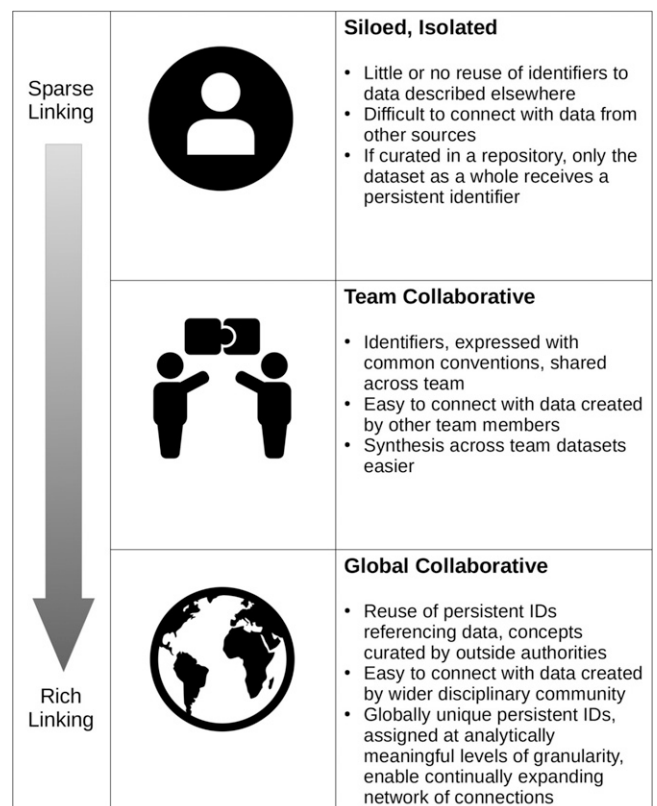 Sparse
Linking
Siloed, Isolated
• Little or no reuse of identifiers to
data described elsewhere
• Difficult to connect with data from
other sources
• If curated in a repository, only the
dataset as a whole receives a
persistent identifier
Team Collaborative
• Identifiers, expressed with
common conventions, shared
across team
• Easy to connect with data created
by other team members
• Synthesis across team datasets
easier
Global Collaborative
• Reuse of persistent IDs
referencing data, concepts
curated by outside authorities
• Easy to connect with data created
by wider disciplinary community
• Globally unique persistent IDs,
assigned at analytically
meaningful levels of granularity,
enable continually expanding
network of connections
Rich
Linking